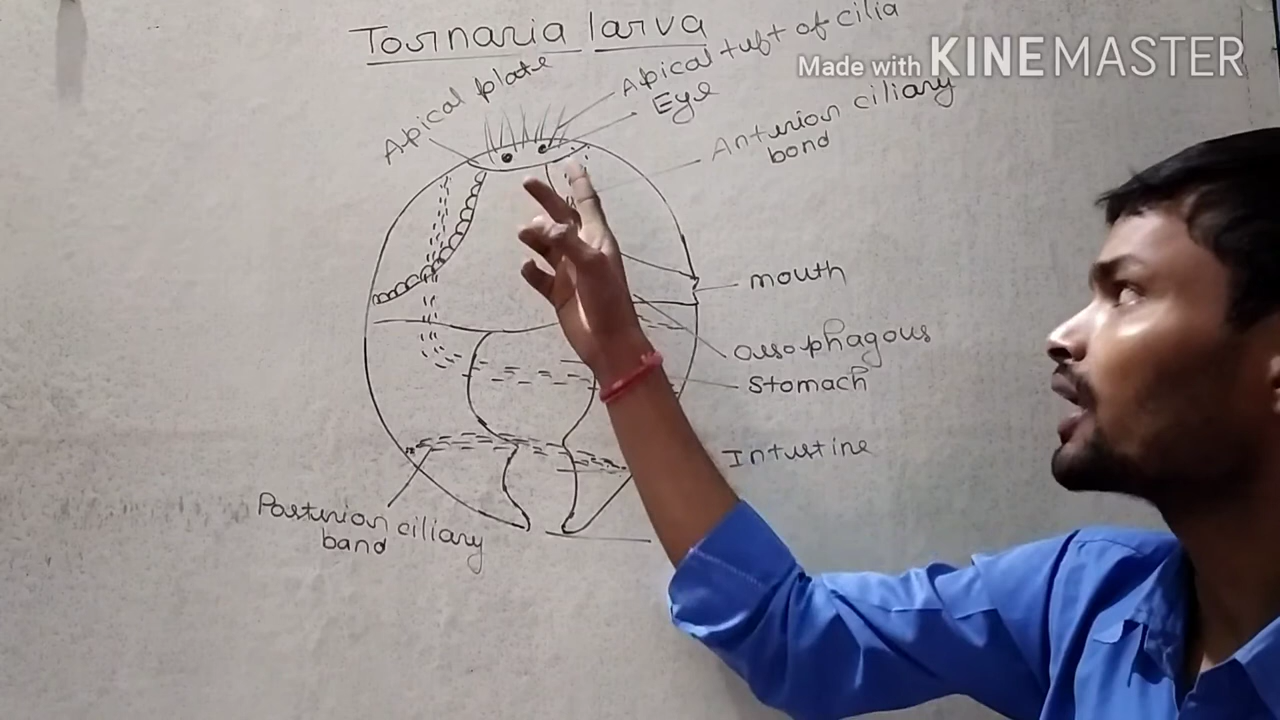 Tornaria larva
Made with KINEMASTER
Apical plate
Apical tuft of cilia
Eye
Anterior ciliary
bond
mouth
oesophagous
Stomach
Intestine
Posterior ciliary
band